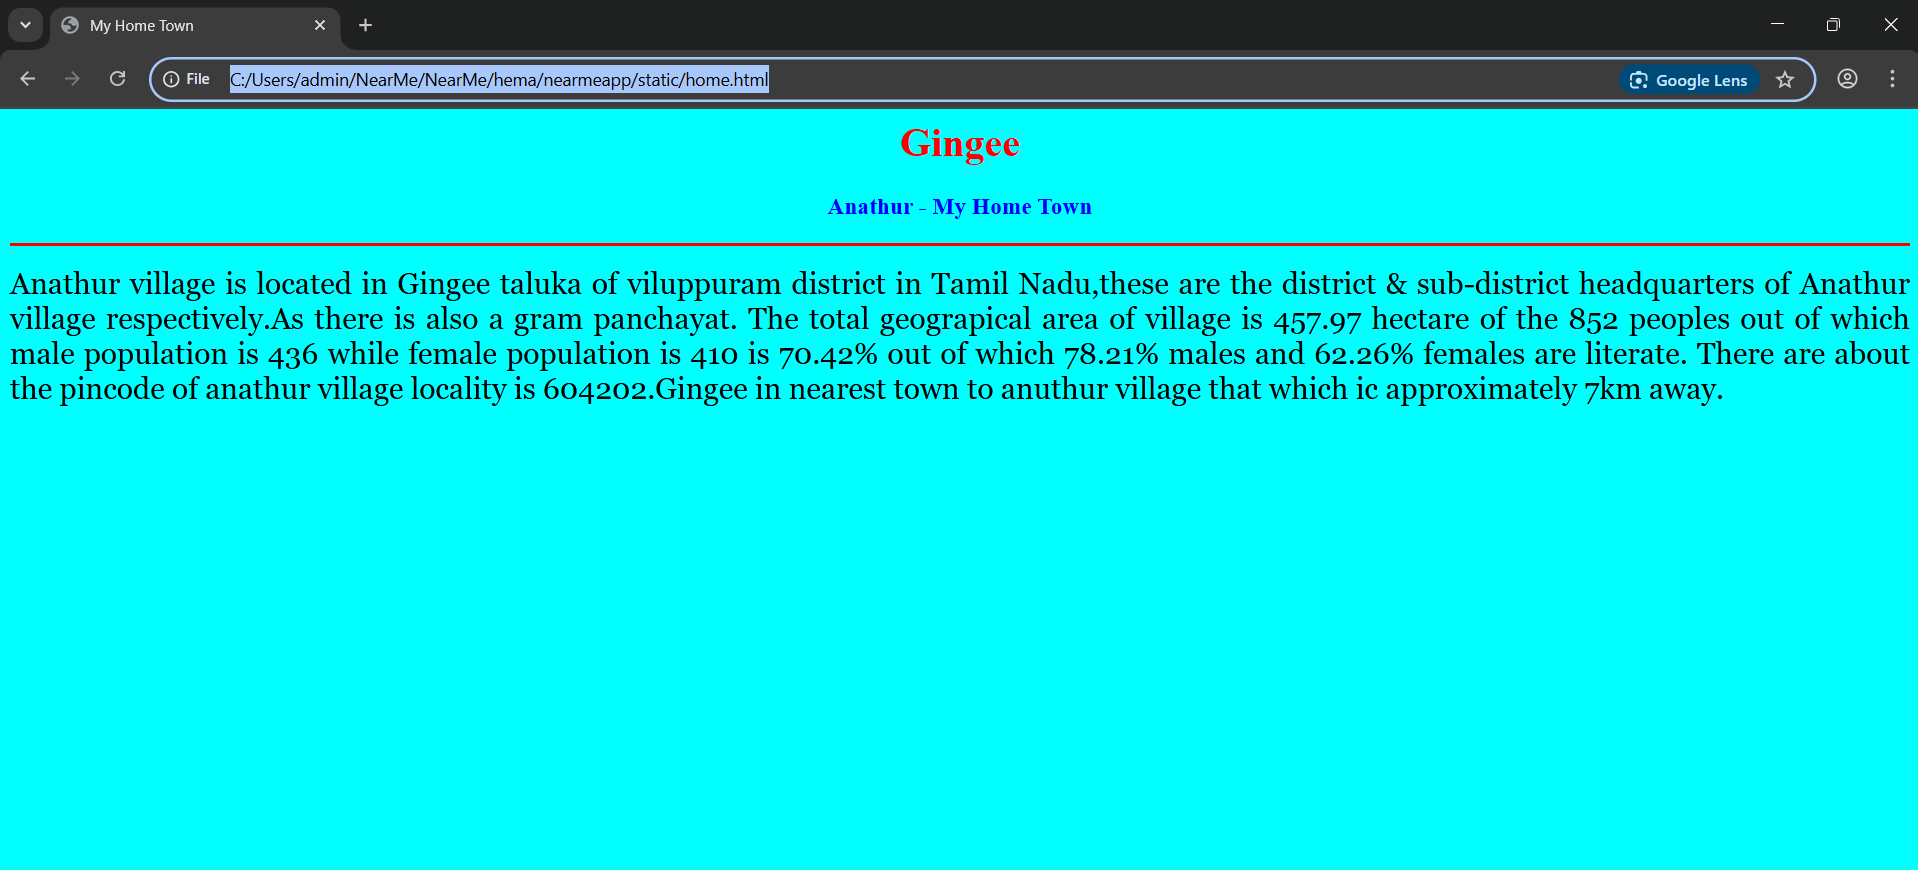 My Home Town
File C:/Users/admin/NearMe/NearMe/hema/nearmeapp/static/home.html Google Lens
Gingee
Anathur - My Home Town
Anathur village is located in Gingee taluka of viluppuram district in Tamil Nadu,these are the district & sub-district headquarters of Anathur
village respectively.As there is also a gram panchayat. The total geograpical area of village is 457.97 hectare of the 852 peoples out of which
male population is 436 while female population is 410 is 70.42% out of which 78.21% males and 62.26% females are literate. There are about
the pincode of anathur village locality is 604202.Gingee in nearest town to anuthur village that which ic approximately 7km away.